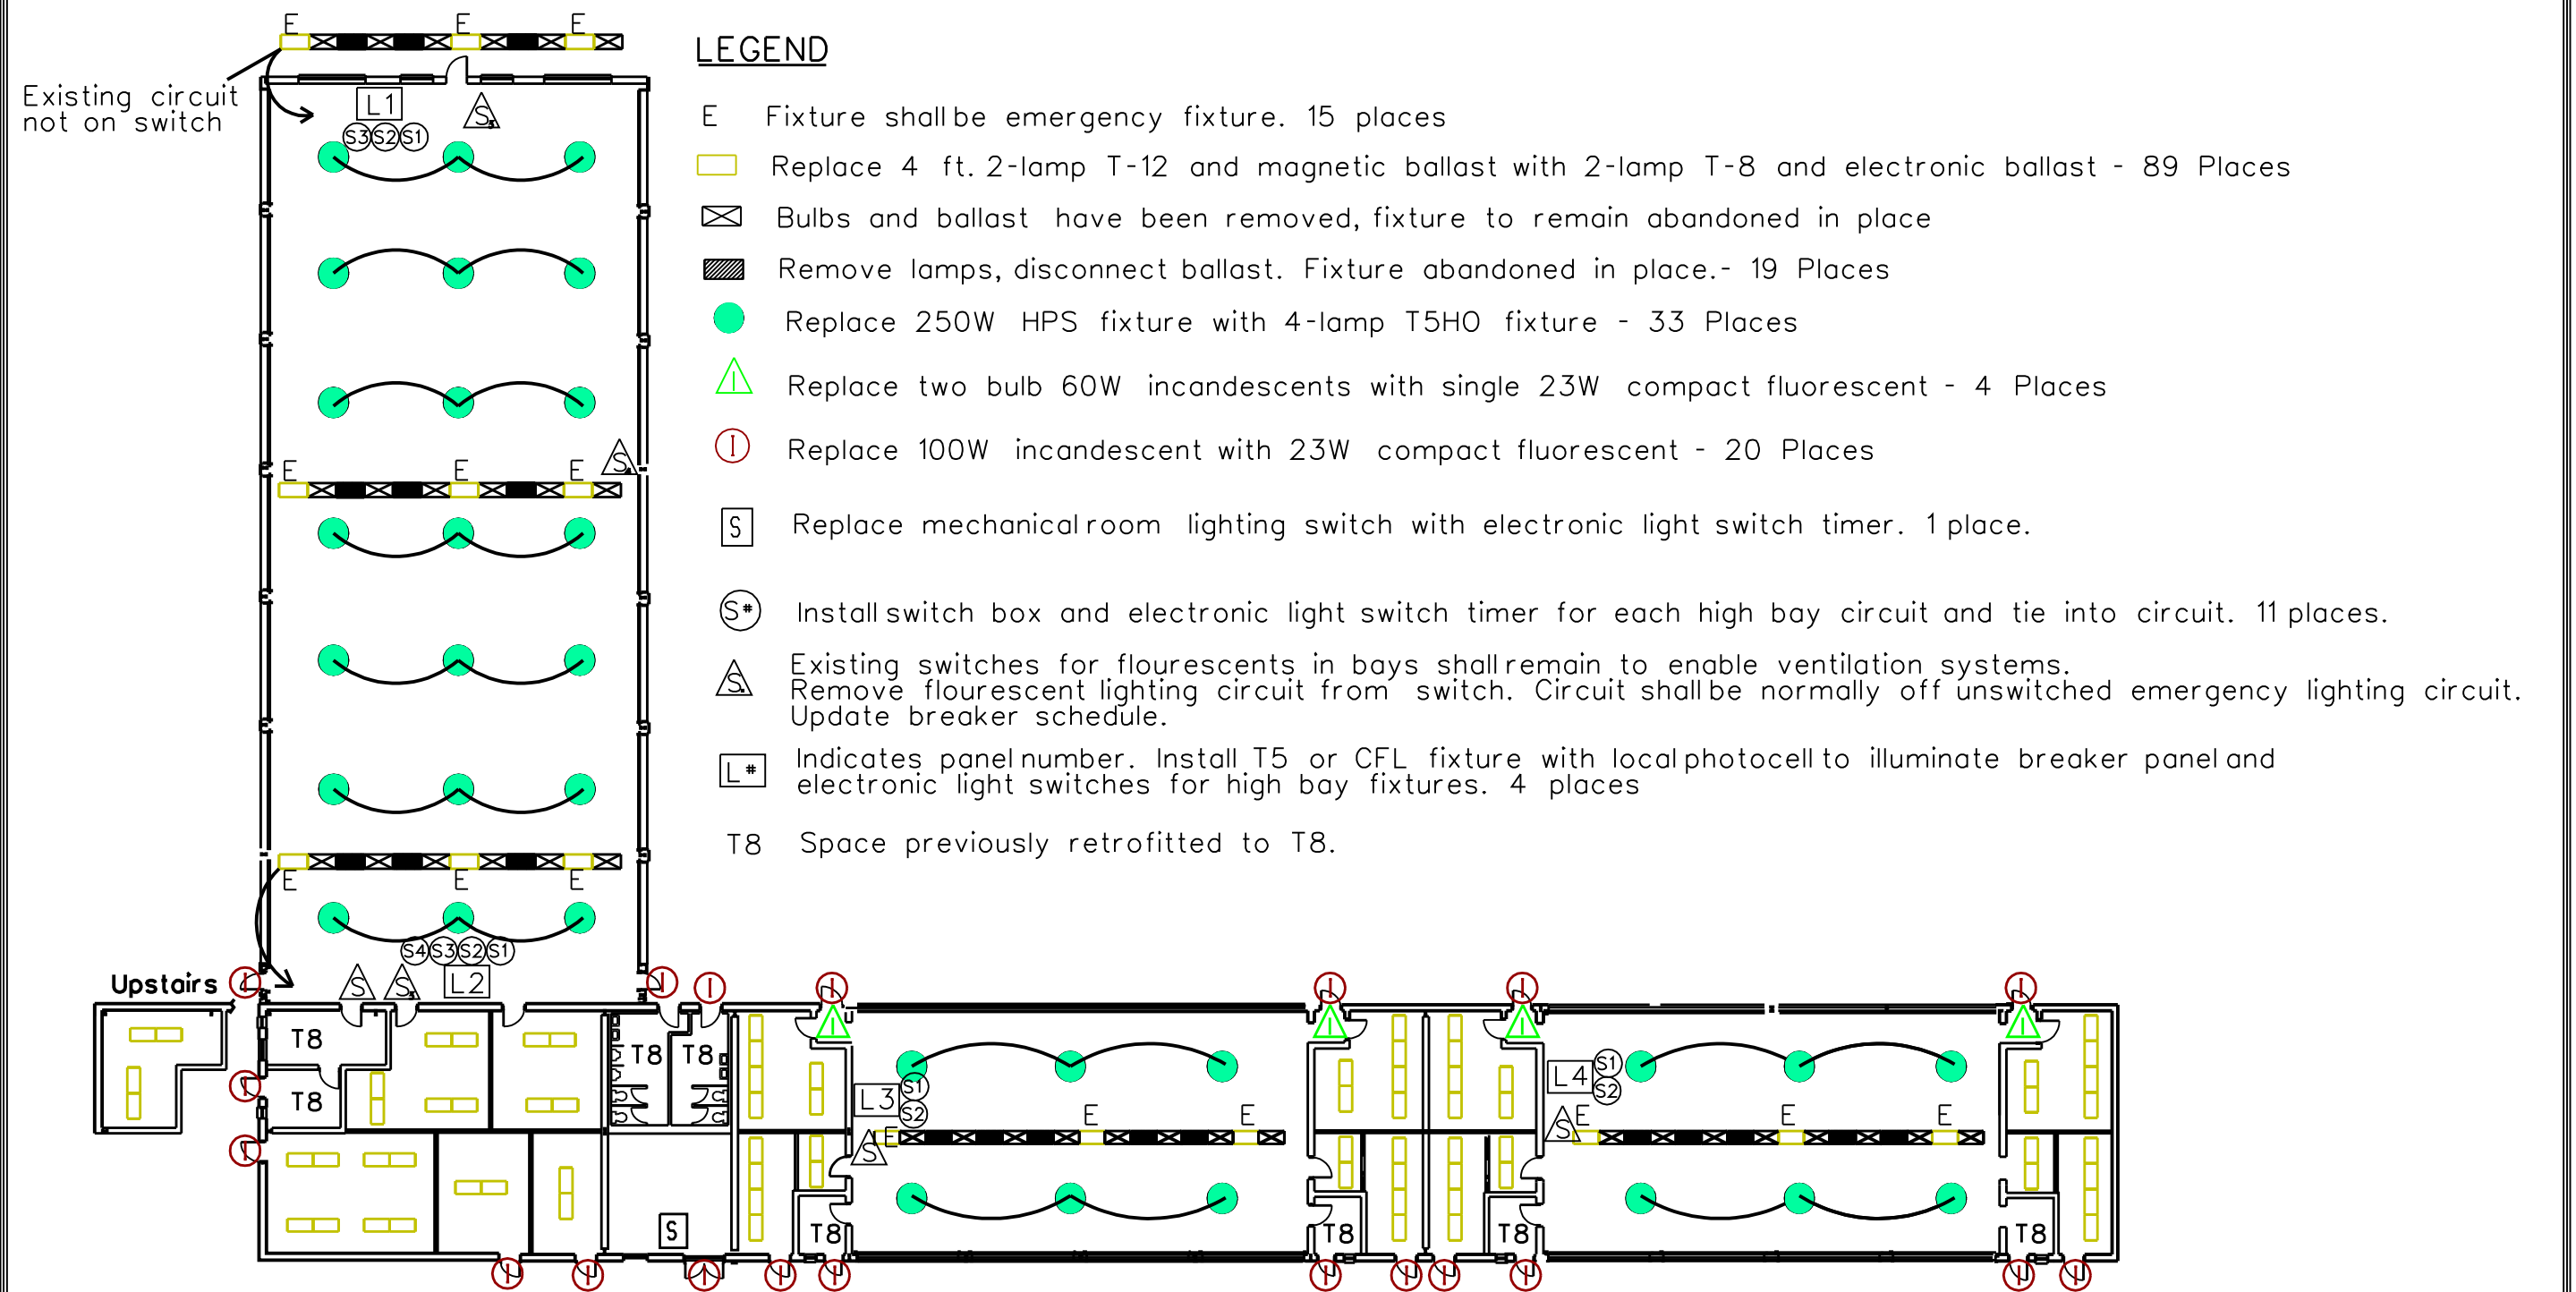 E E E
LEGEND
Existing circuit
not on switch
L1
S3 S2 S1
S3
E Fixture shall be emergency fixture. 15 places
Replace 4 ft. 2-lamp T-12 and magnetic ballast with 2-lamp T-8 and electronic ballast - 89 Places
Bulbs and ballast have been removed, fixture to remain abandoned in place
Remove lamps, disconnect ballast. Fixture abandoned in place.- 19 Places
Replace 250W HPS fixture with 4-lamp T5HO fixture - 33 Places
I Replace two bulb 60W incandescents with single 23W compact fluorescent - 4 Places
I Replace 100W incandescent with 23W compact fluorescent - 20 Places
E E E S
S Replace mechanical room lighting switch with electronic light switch timer. 1 place.
S# Install switch box and electronic light switch timer for each high bay circuit and tie into circuit. 11 places.
S Existing switches for flourescents in bays shall remain to enable ventilation systems.
Remove flourescent lighting circuit from switch. Circuit shall be normally off unswitched emergency lighting circuit.
Update breaker schedule.
L# Indicates panel number. Install T5 or CFL fixture with local photocell to illuminate breaker panel and
electronic light switches for high bay fixtures. 4 places
T8 Space previously retrofitted to T8.
E E E
S4 S3 S2 S1
S S3 L2
Upstairs
I I I I I I I
I I I I
T8 T8 T8
T8
I
I
L3 S1
S2
L4 S1
S2
E E E
S
E E E
S
S
T8 T8 T8 T8
I I I I I I I I I I I